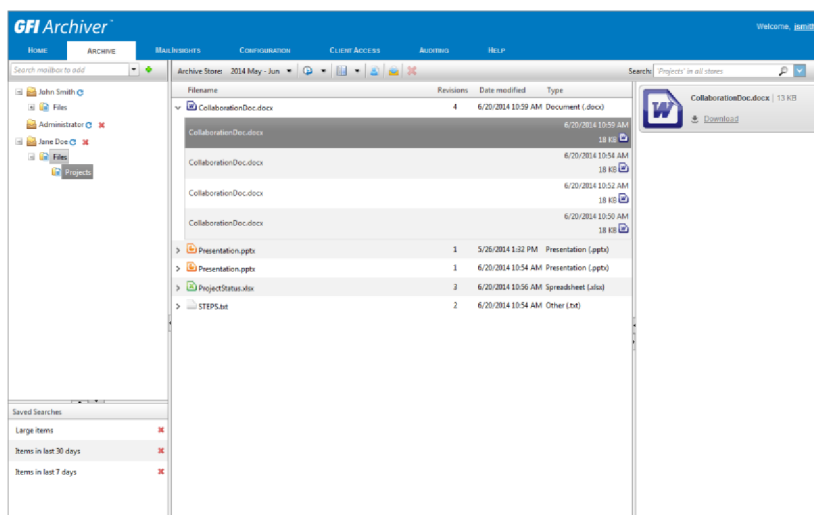 GFI Archiver
Welcome, jsmith
HOME ARCHIVE MAILINSIGHTS CONFIGURATION CLIENT ACCESS AUDITING HELP
Search mailbox to add
Archive Store: 2014 May - Jun
Search: 'Projects' in all stores
John Smith
Files
Administrator
Jane Doe
Files
Projects
Filename Revisions Date modified Type
CollaborationDoc.docx 4 6/20/2014 10:59 AM Document (.docx)
6/20/2014 10:59 AM
CollaborationDoc.docx
18 KB
6/20/2014 10:54 AM
CollaborationDoc.docx
18 KB
6/20/2014 10:52 AM
CollaborationDoc.docx
18 KB
6/20/2014 10:50 AM
CollaborationDoc.docx
18 KB
Presentation.pptx 1 5/26/2014 1:32 PM Presentation (.pptx)
Presentation.pptx 1 6/20/2014 10:54 AM Presentation (.pptx)
ProjectStatus.xlsx 3 6/20/2014 10:56 AM Spreadsheet (.xlsx)
STEPS.txt 2 6/20/2014 10:54 AM Other (.txt)
W
CollaborationDoc.docx | 13 KB
Download
Saved Searches
Large items
Items in last 30 days
Items in last 7 days